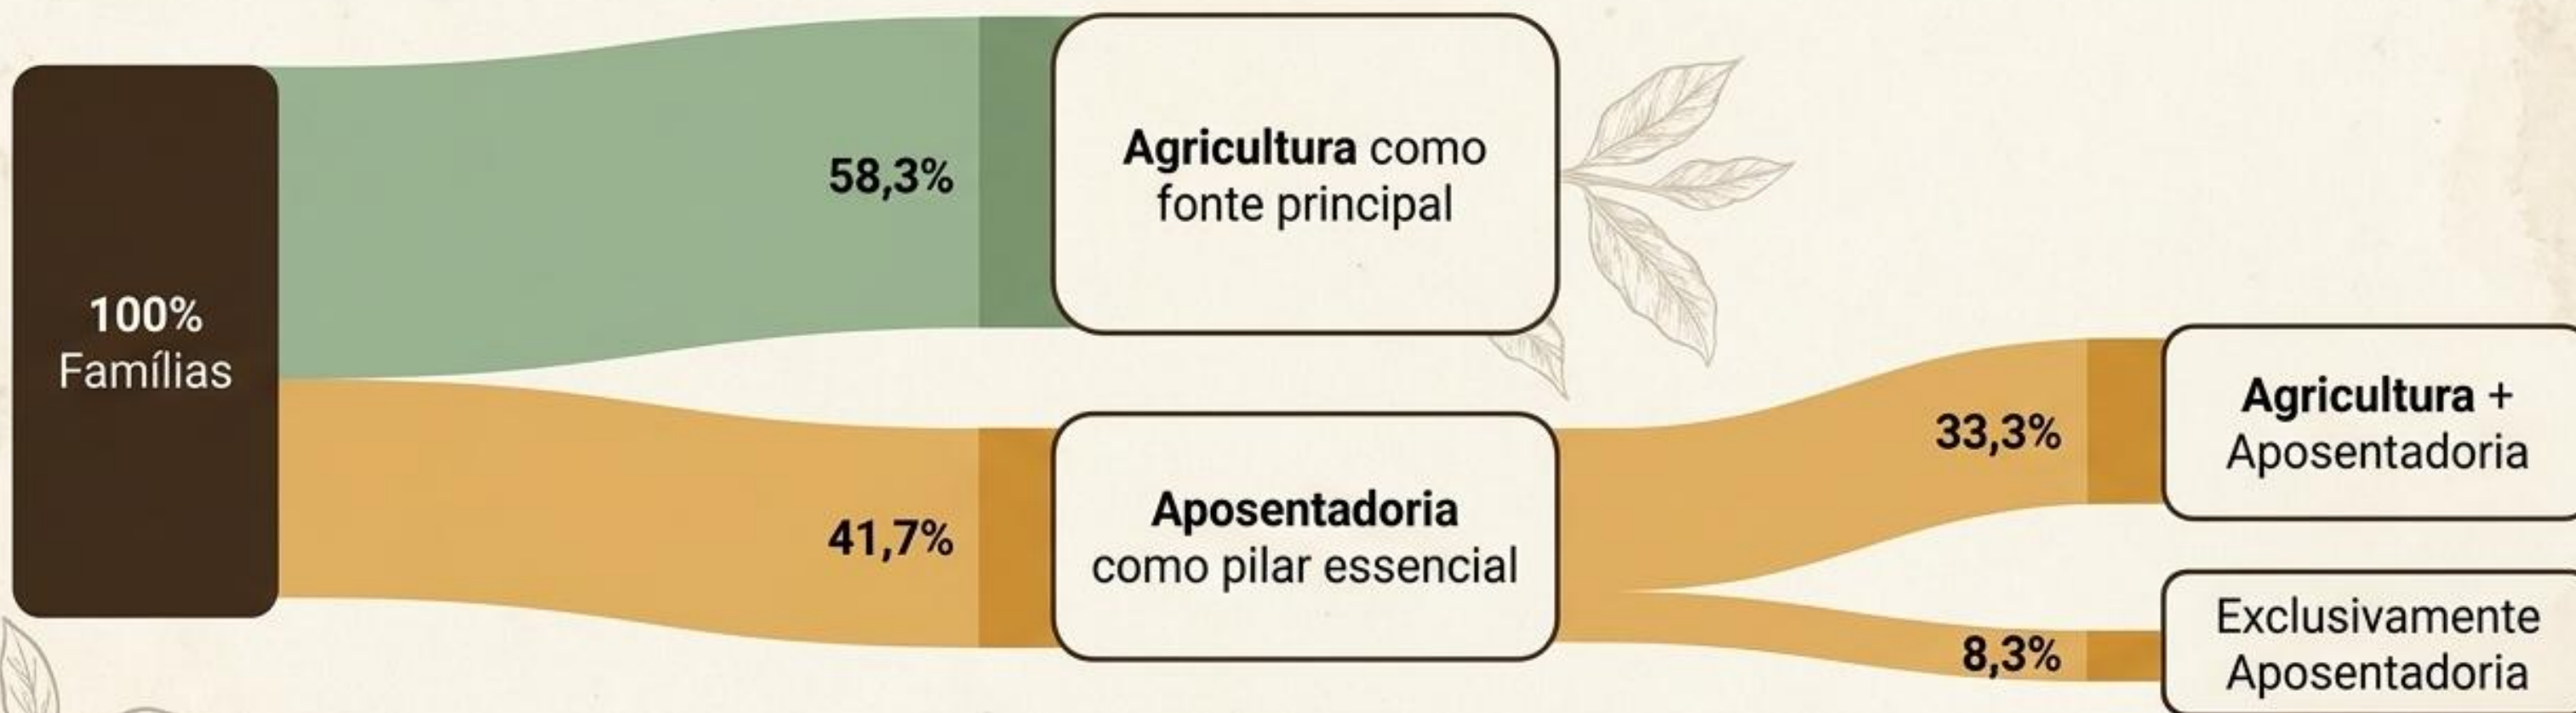 100%
Famílias
58,3%
Agricultura como
fonte principal
41,7%
Aposentadoria
como pilar essencial
33,3%
Agricultura +
Aposentadoria
8,3%
Exclusivamente
Aposentadoria